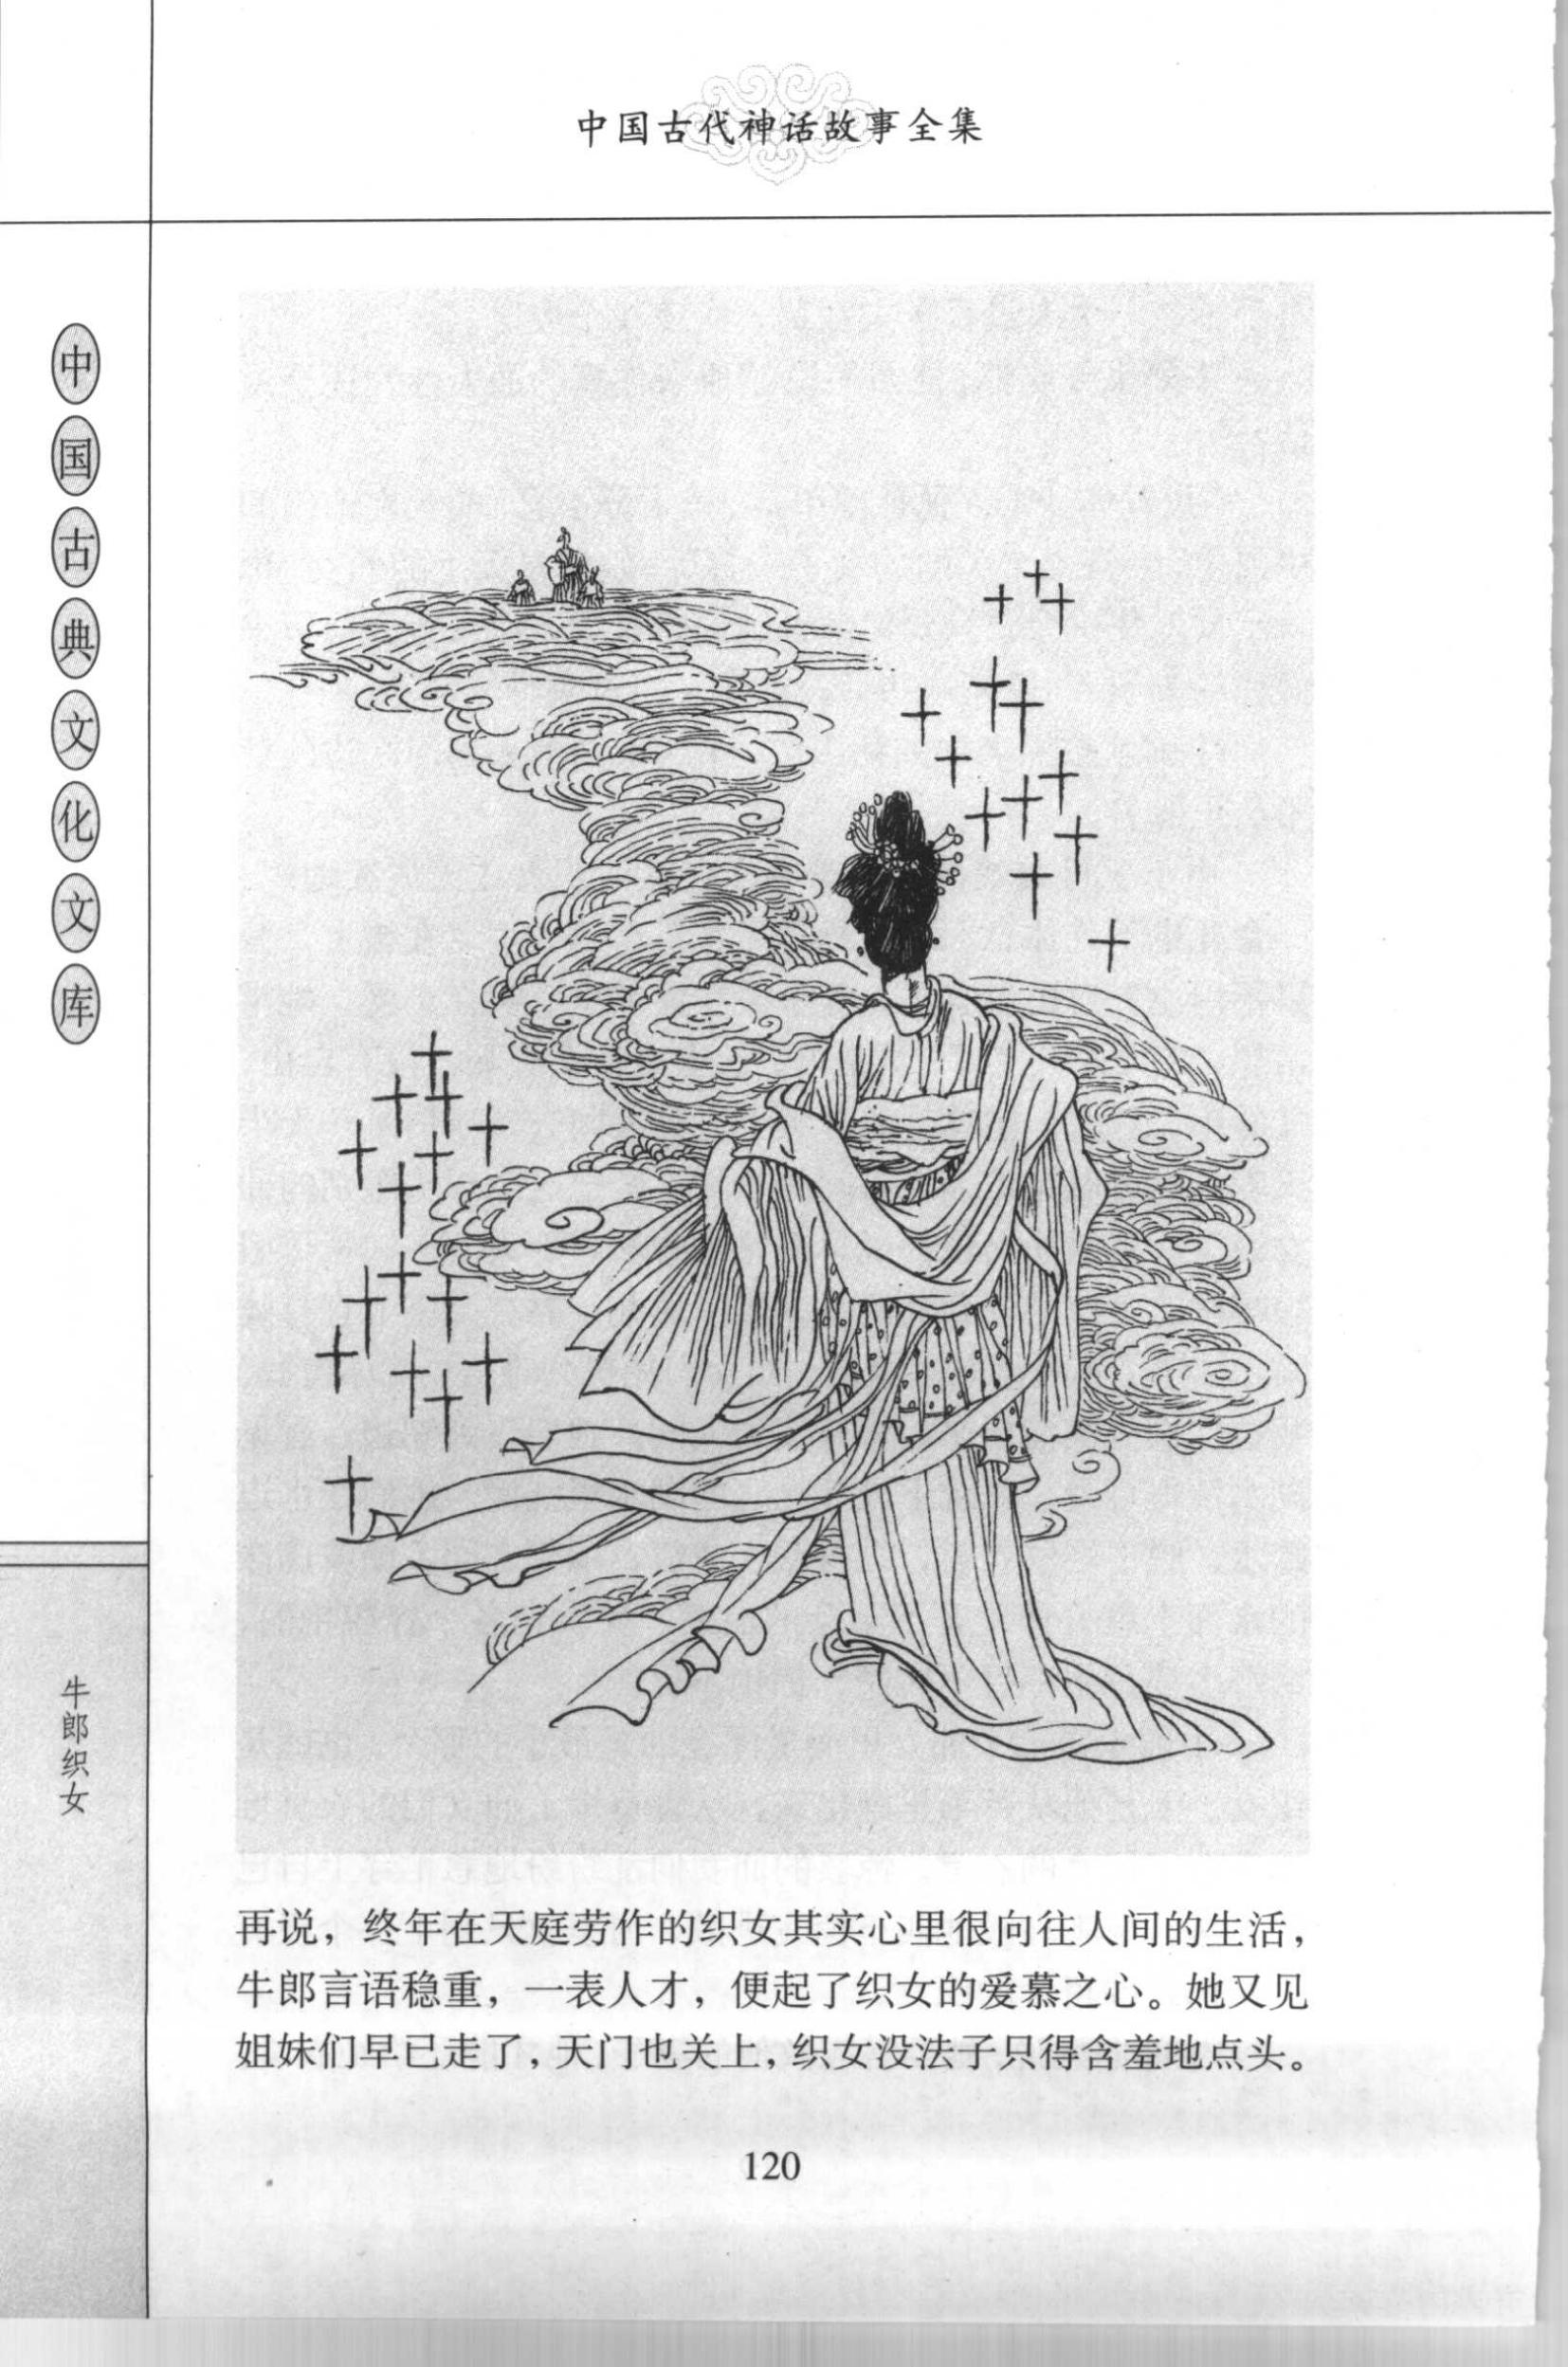 中国古代神话故事全集
中国古典文化文库
牛郎织女
再说，终年在天庭劳作的织女其实心里很向往人间的生活，
牛郎言语稳重，一表人才，便起了织女的爱慕之心。她又见
姐妹们早已走了，天门也关上，织女没法子只得含羞地点头。
120